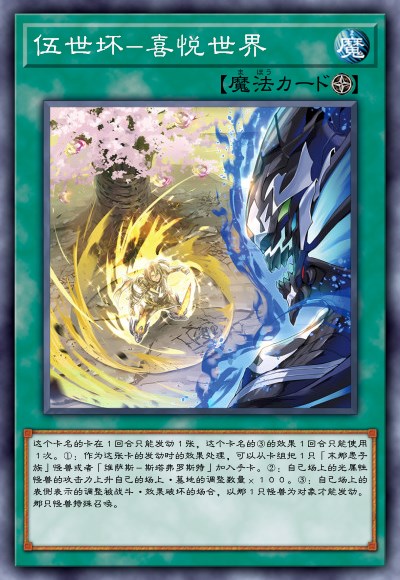 伍世坏-喜悦世界
魔
【魔法カード】
まほう
这个卡名的卡在1回合只能发动1张，这个卡名的③的效果1回合只能使用
1次。①：作为这张卡的发动时的效果处理，可以从卡组把1只「末那愚子
族」怪兽或者「维萨斯-斯塔弗罗斯特」加入手卡。②：自己场上的光属性
怪兽的攻击力上升自己的场上·墓地的调整数量×100。③：自己场上的
表侧表示的调整被战斗·效果破坏的场合，以那1只怪兽为对象才能发动。
那只怪兽特殊召唤。